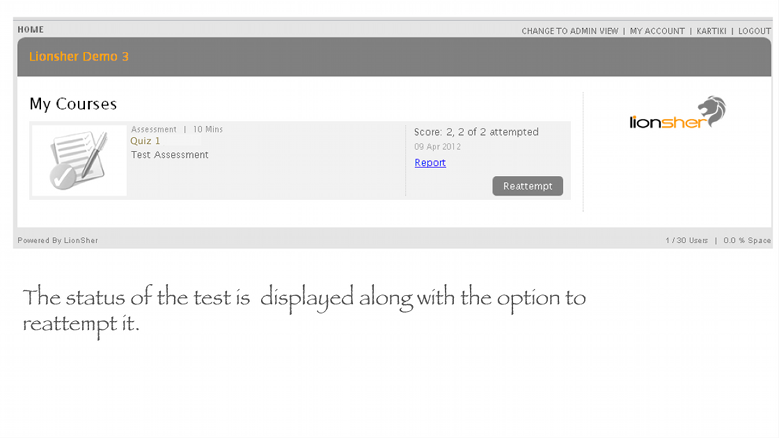 HOME
CHANGE TO ADMIN VIEW | MY ACCOUNT | KARTIKI | LOGOUT
Lionsher Demo 3
My Courses
Assessment | 10 Mins
Quiz 1
Test Assessment
Score: 2, 2 of 2 attempted
09 Apr 2012
Report
Reattempt
lionsher
Powered By LionSher
1 / 30 Users | 0.0 % Space
The status of the test is displayed along with the option to
reattempt it.